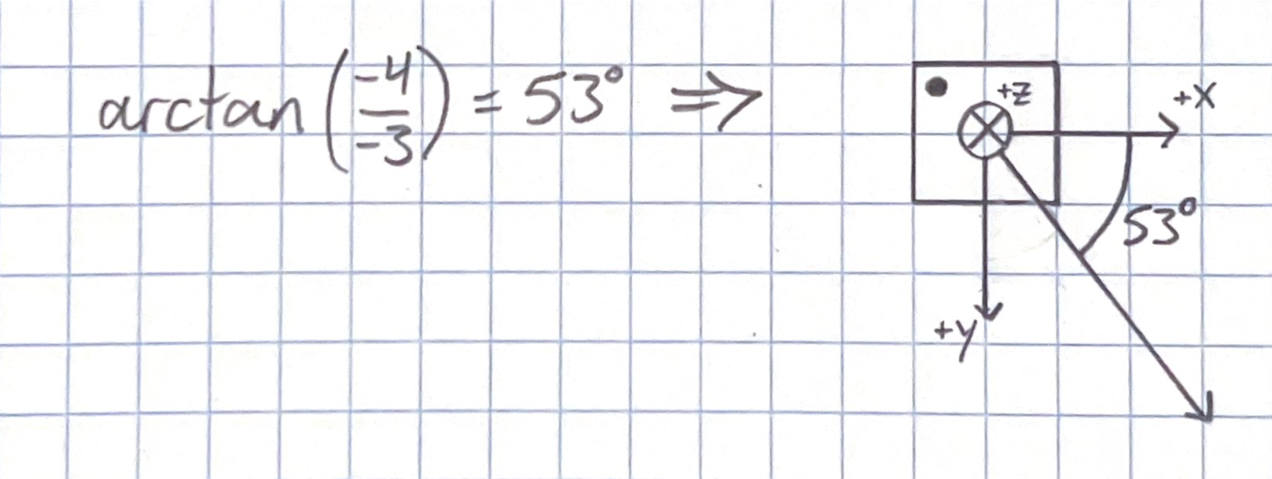 arctan(-4/-3) = 53° ⇒
+Z
+X
53°
+y